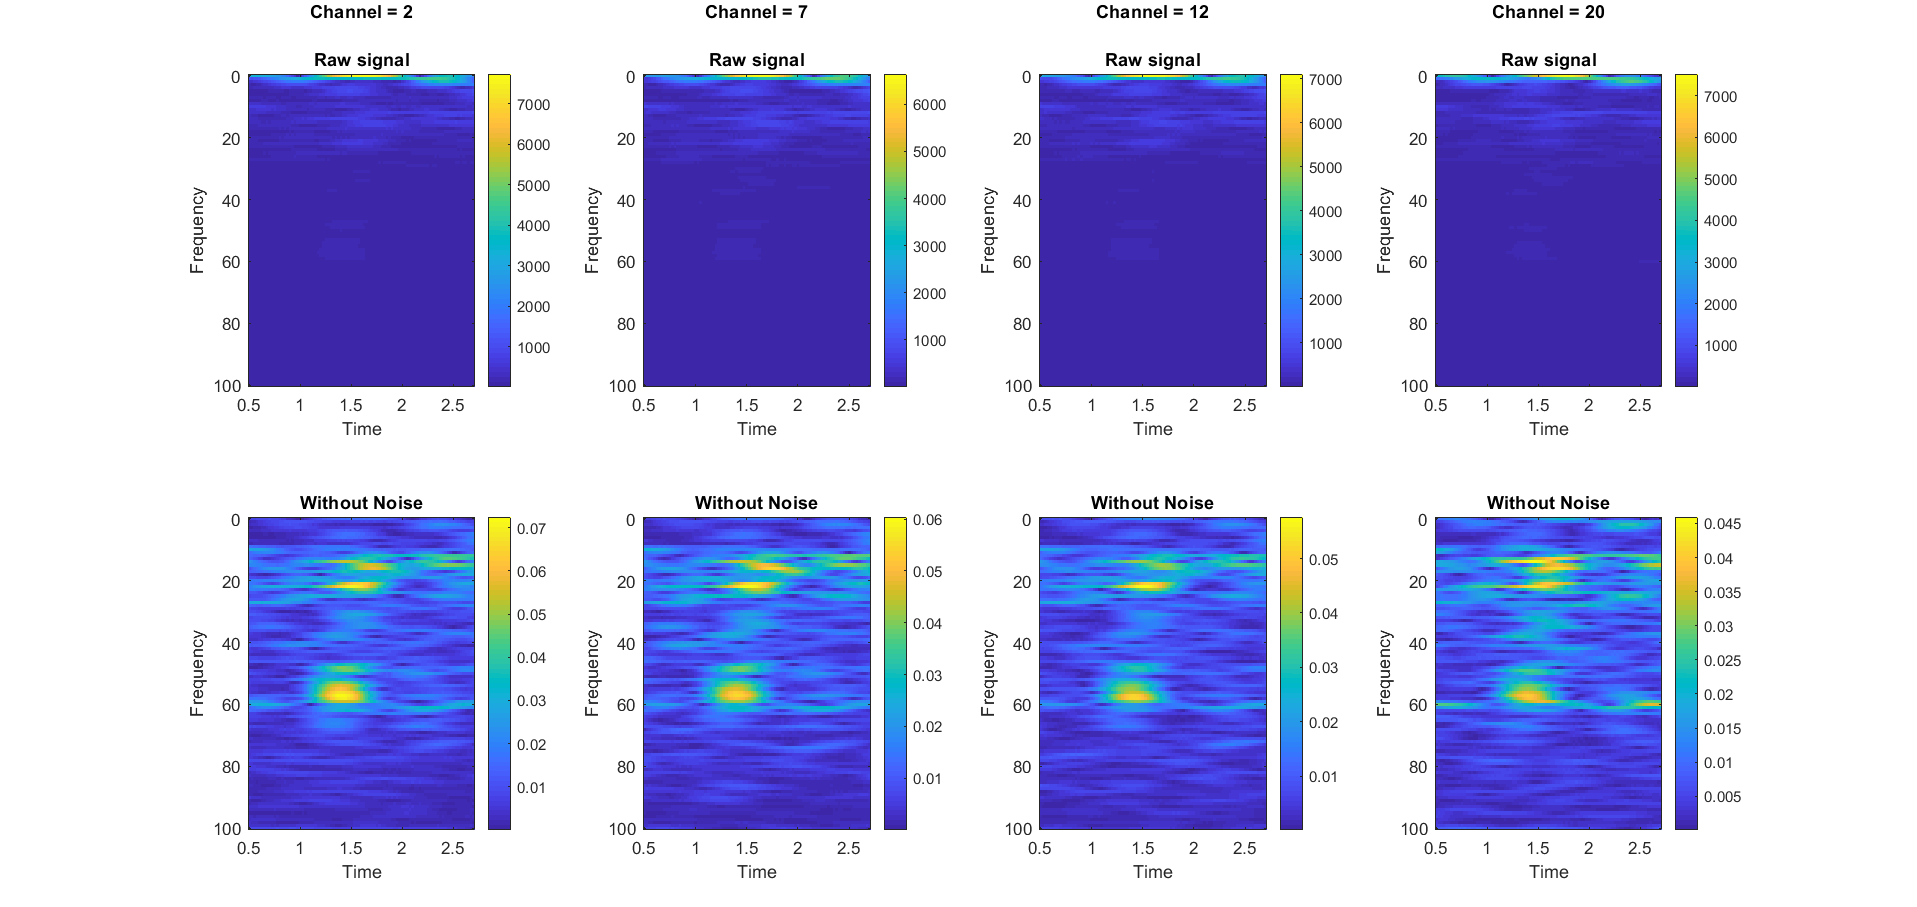 Channel = 2
Channel = 7
Channel = 12
Channel = 20
Raw signal
0
20
40
60
80
100
Frequency
0.5 1 1.5 2 2.5
Time
7000
6000
5000
4000
3000
2000
1000
Raw signal
0
20
40
60
80
100
Frequency
0.5 1 1.5 2 2.5
Time
6000
5000
4000
3000
2000
1000
Raw signal
0
20
40
60
80
100
Frequency
0.5 1 1.5 2 2.5
Time
7000
6000
5000
4000
3000
2000
1000
Raw signal
0
20
40
60
80
100
Frequency
0.5 1 1.5 2 2.5
Time
7000
6000
5000
4000
3000
2000
1000
Without Noise
0
20
40
60
80
100
Frequency
0.5 1 1.5 2 2.5
Time
0.07
0.06
0.05
0.04
0.03
0.02
0.01
Without Noise
0
20
40
60
80
100
Frequency
0.5 1 1.5 2 2.5
Time
0.06
0.05
0.04
0.03
0.02
0.01
Without Noise
0
20
40
60
80
100
Frequency
0.5 1 1.5 2 2.5
Time
0.05
0.04
0.03
0.02
0.01
Without Noise
0
20
40
60
80
100
Frequency
0.5 1 1.5 2 2.5
Time
0.045
0.04
0.035
0.03
0.025
0.02
0.015
0.01
0.005